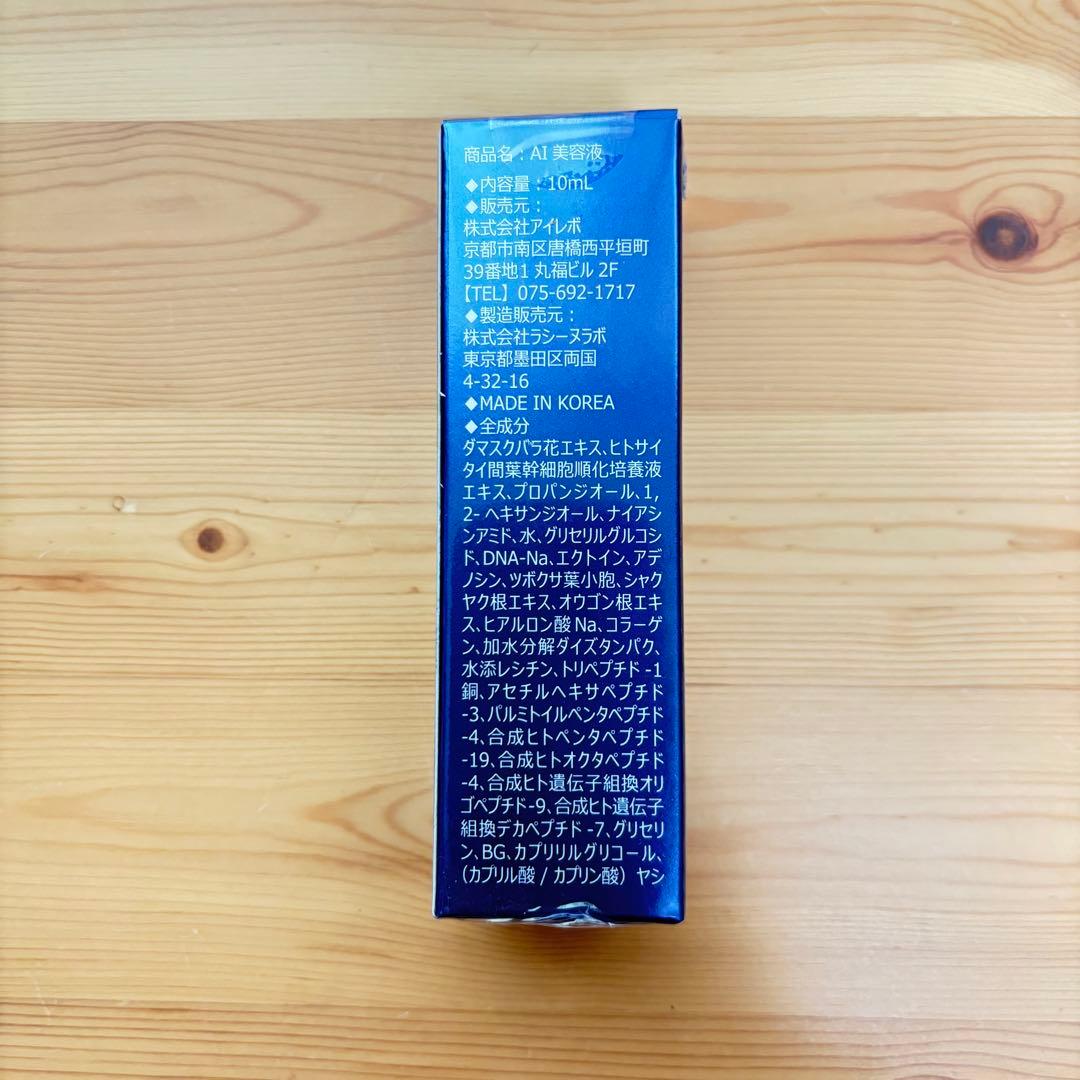 商品名：AI 美容液
◆内容量：10mL
◆販売元：
株式会社アイレボ
京都市南区唐橋西平垣町
39番地1 丸福ビル 2F
【TEL】075-692-1717
◆製造販売元：
株式会社ラシーヌラボ
東京都墨田区両国
4-32-16
◆MADE IN KOREA
◆全成分
ダマスクバラ花エキス、ヒトサイ
タイ間葉幹細胞順化培養液
エキス、プロパンジオール、1,
2- ヘキサンジオール、ナイアシ
ンアミド、水、グリセリルグルコシ
ド、DNA-Na、エクトイン、アデ
ノシン、ツボクサ葉小胞、シャク
ヤク根エキス、オウゴン根エキ
ス、ヒアルロン酸 Na、コラーゲ
ン、加水分解ダイズタンパク、
水添レシチン、トリペプチド -1
銅、アセチルヘキサペプチド
-3、パルミトイルペンタペプチド
-4、合成ヒトペンタペプチド
-19、合成ヒトオクタペプチド
-4、合成ヒト遺伝子組換オリ
ゴペプチド-9、合成ヒト遺伝子
組換デカペプチド -7、グリセリ
ン、BG、カプリリルグリコール、
（カプリル酸 / カプリン酸）ヤシ